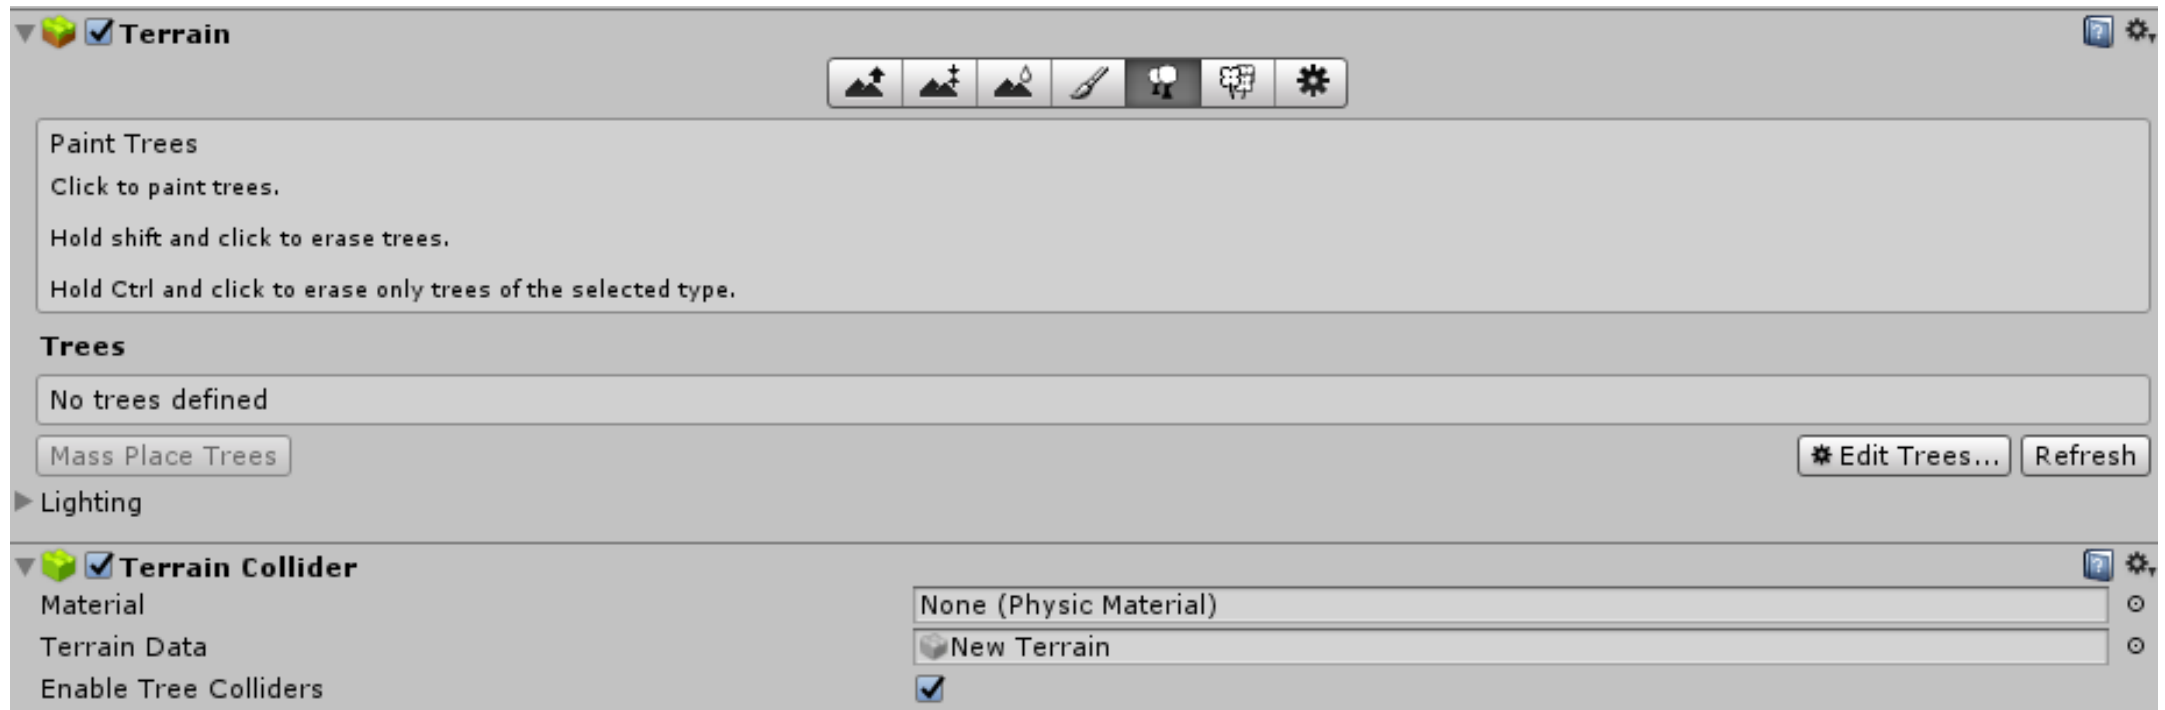 Terrain
Paint Trees
Click to paint trees.
Hold shift and click to erase trees.
Hold Ctrl and click to erase only trees of the selected type.
Trees
No trees defined
Mass Place Trees Edit Trees... Refresh
Lighting
Terrain Collider
Material None (Physic Material)
Terrain Data New Terrain
Enable Tree Colliders